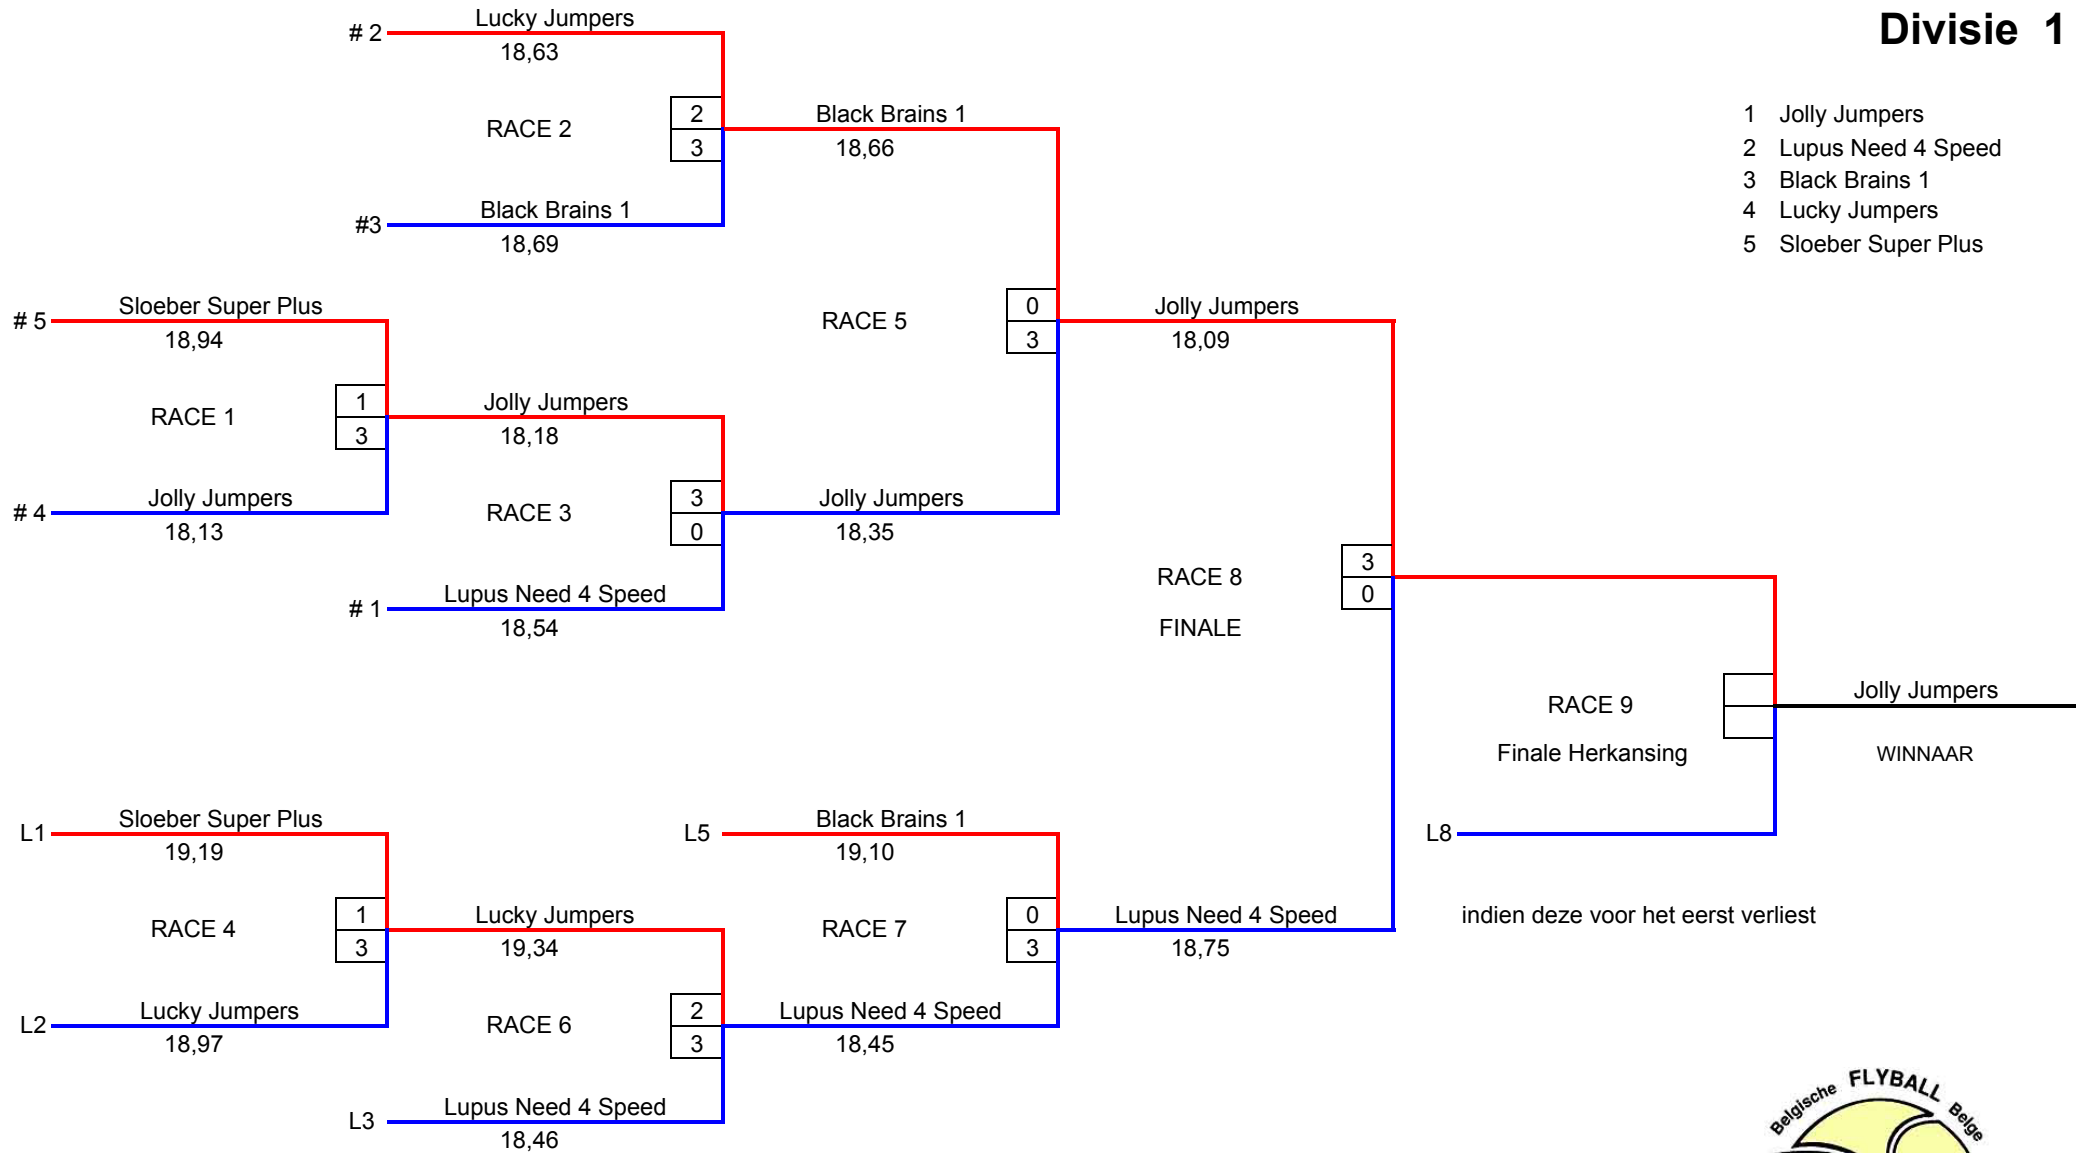 Divisie 1
1 Jolly Jumpers
2 Lupus Need 4 Speed
3 Black Brains 1
4 Lucky Jumpers
5 Sloeber Super Plus
# 2 Lucky Jumpers
18,63
RACE 2
2
3
#3 Black Brains 1
18,69
Black Brains 1
18,66
# 5 Sloeber Super Plus
18,94
RACE 1
1
3
# 4 Jolly Jumpers
18,13
Jolly Jumpers
18,18
RACE 3
3
0
# 1 Lupus Need 4 Speed
18,54
RACE 5
0
3
Jolly Jumpers
18,35
Jolly Jumpers
18,09
RACE 8
3
0
FINALE
RACE 9
Finale Herkansing
Jolly Jumpers
WINNAAR
L8
indien deze voor het eerst verliest
L1 Sloeber Super Plus
19,19
RACE 4
1
3
L2 Lucky Jumpers
18,97
Lucky Jumpers
19,34
RACE 6
2
3
L3 Lupus Need 4 Speed
18,46
L5 Black Brains 1
19,10
RACE 7
0
3
Lupus Need 4 Speed
18,45
Lupus Need 4 Speed
18,75
Belgische FLYBALL Belge